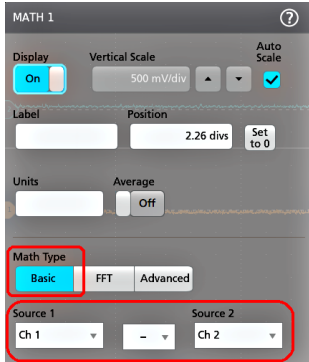 MATH 1 ?
Auto Scale
Display Vertical Scale
On 500 mV/div
Label Position
2.26 divs Set to 0
Units Average
Off
Math Type
Basic FFT Advanced
Source 1 Source 2
Ch 1 – Ch 2